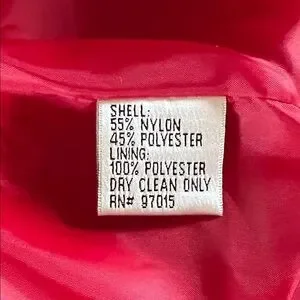 SHELL:
55% NYLON
45% POLYESTER
LINING:
100% POLYESTER
DRY CLEAN ONLY
RN# 97015